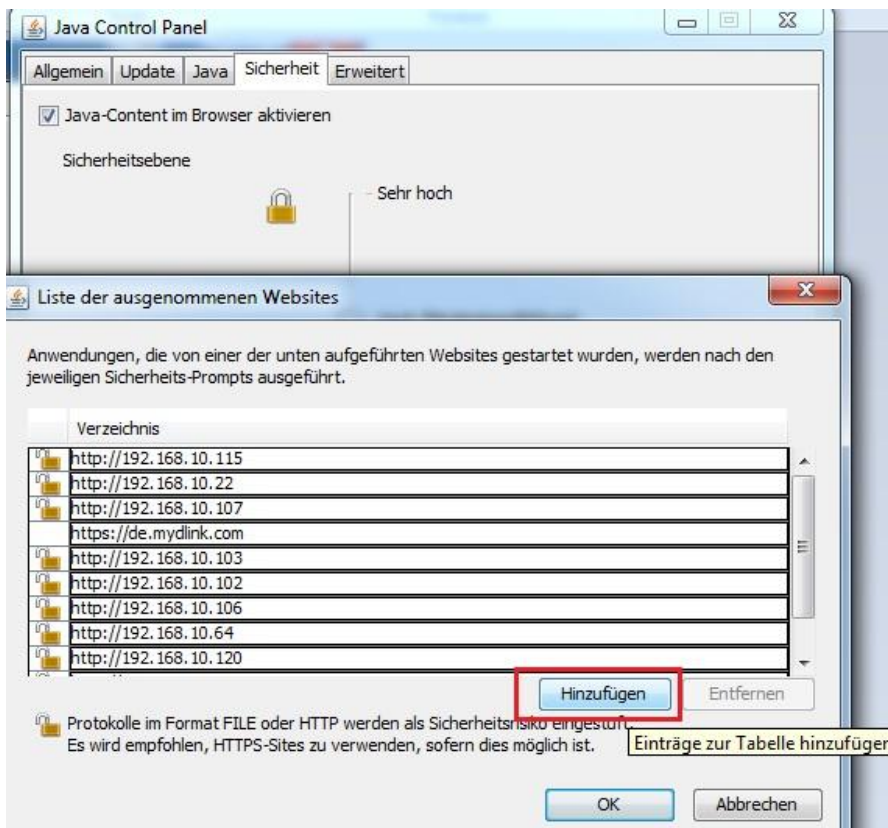 Java Control Panel
Allgemein Update Java Sicherheit Erweitert
Java-Content im Browser aktivieren
Sicherheitsebene
Sehr hoch
Liste der ausgenommenen Websites
Anwendungen, die von einer der unten aufgeführten Websites gestartet wurden, werden nach den
jeweiligen Sicherheits-Prompts ausgeführt.
Verzeichnis
http://192.168.10.115
http://192.168.10.22
http://192.168.10.107
https://de.mydlink.com
http://192.168.10.103
http://192.168.10.102
http://192.168.10.106
http://192.168.10.64
http://192.168.10.120
Hinzufügen Entfernen
Protokolle im Format FILE oder HTTP werden als Sicherheitsrisiko eingestuft.
Es wird empfohlen, HTTPS-Sites zu verwenden, sofern dies möglich ist.
Einträge zur Tabelle hinzufügen
OK Abbrechen